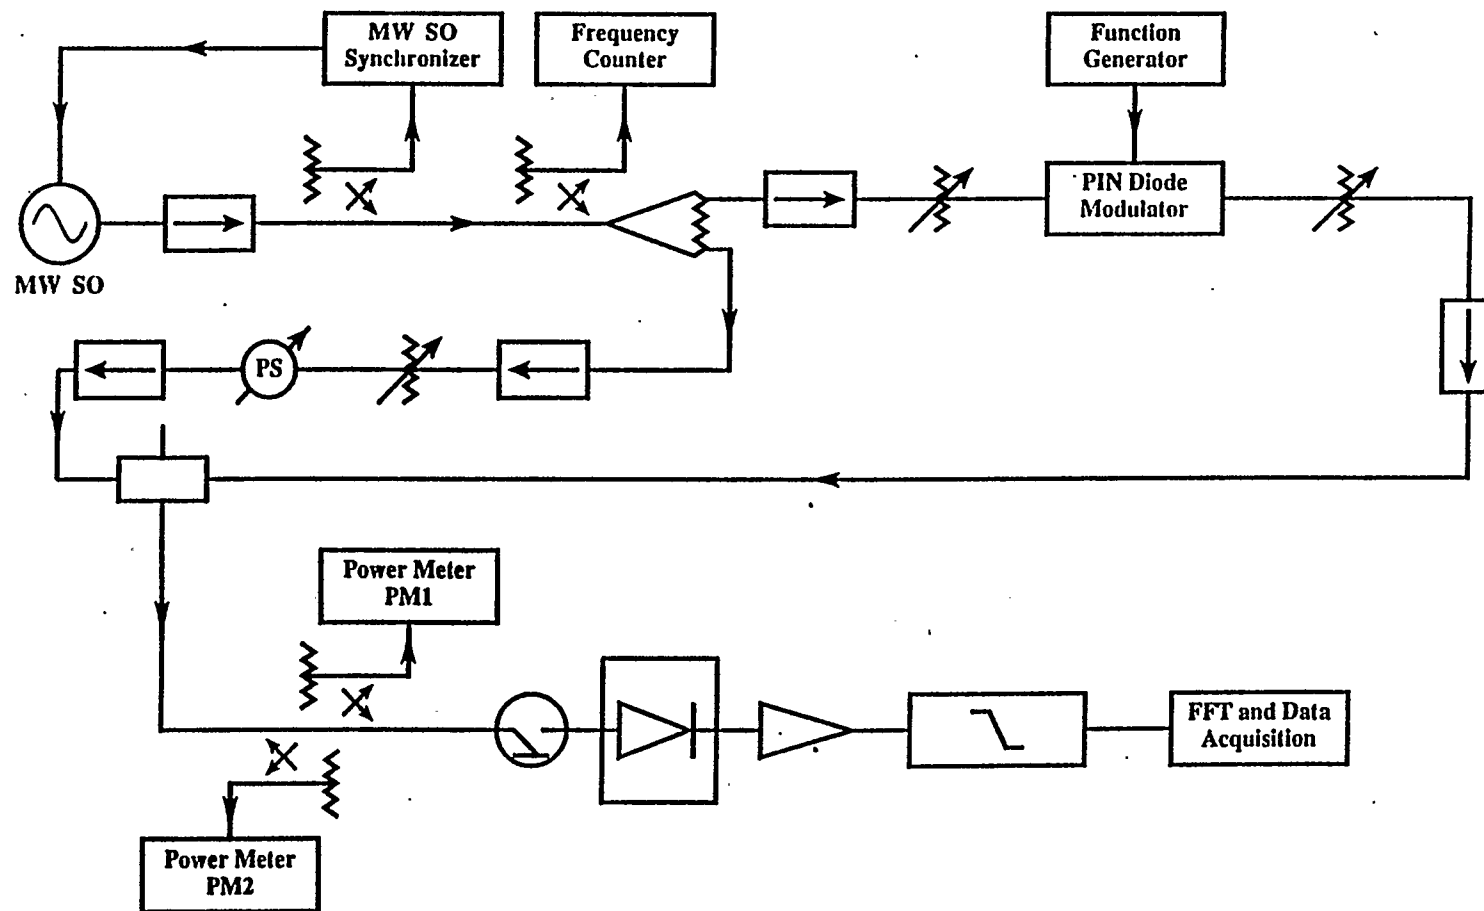 MW SO
Synchronizer
Frequency
Counter
Function
Generator
PIN Diode
Modulator
MW SO
PS
Power Meter
PM1
FFT and Data
Acquisition
Power Meter
PM2